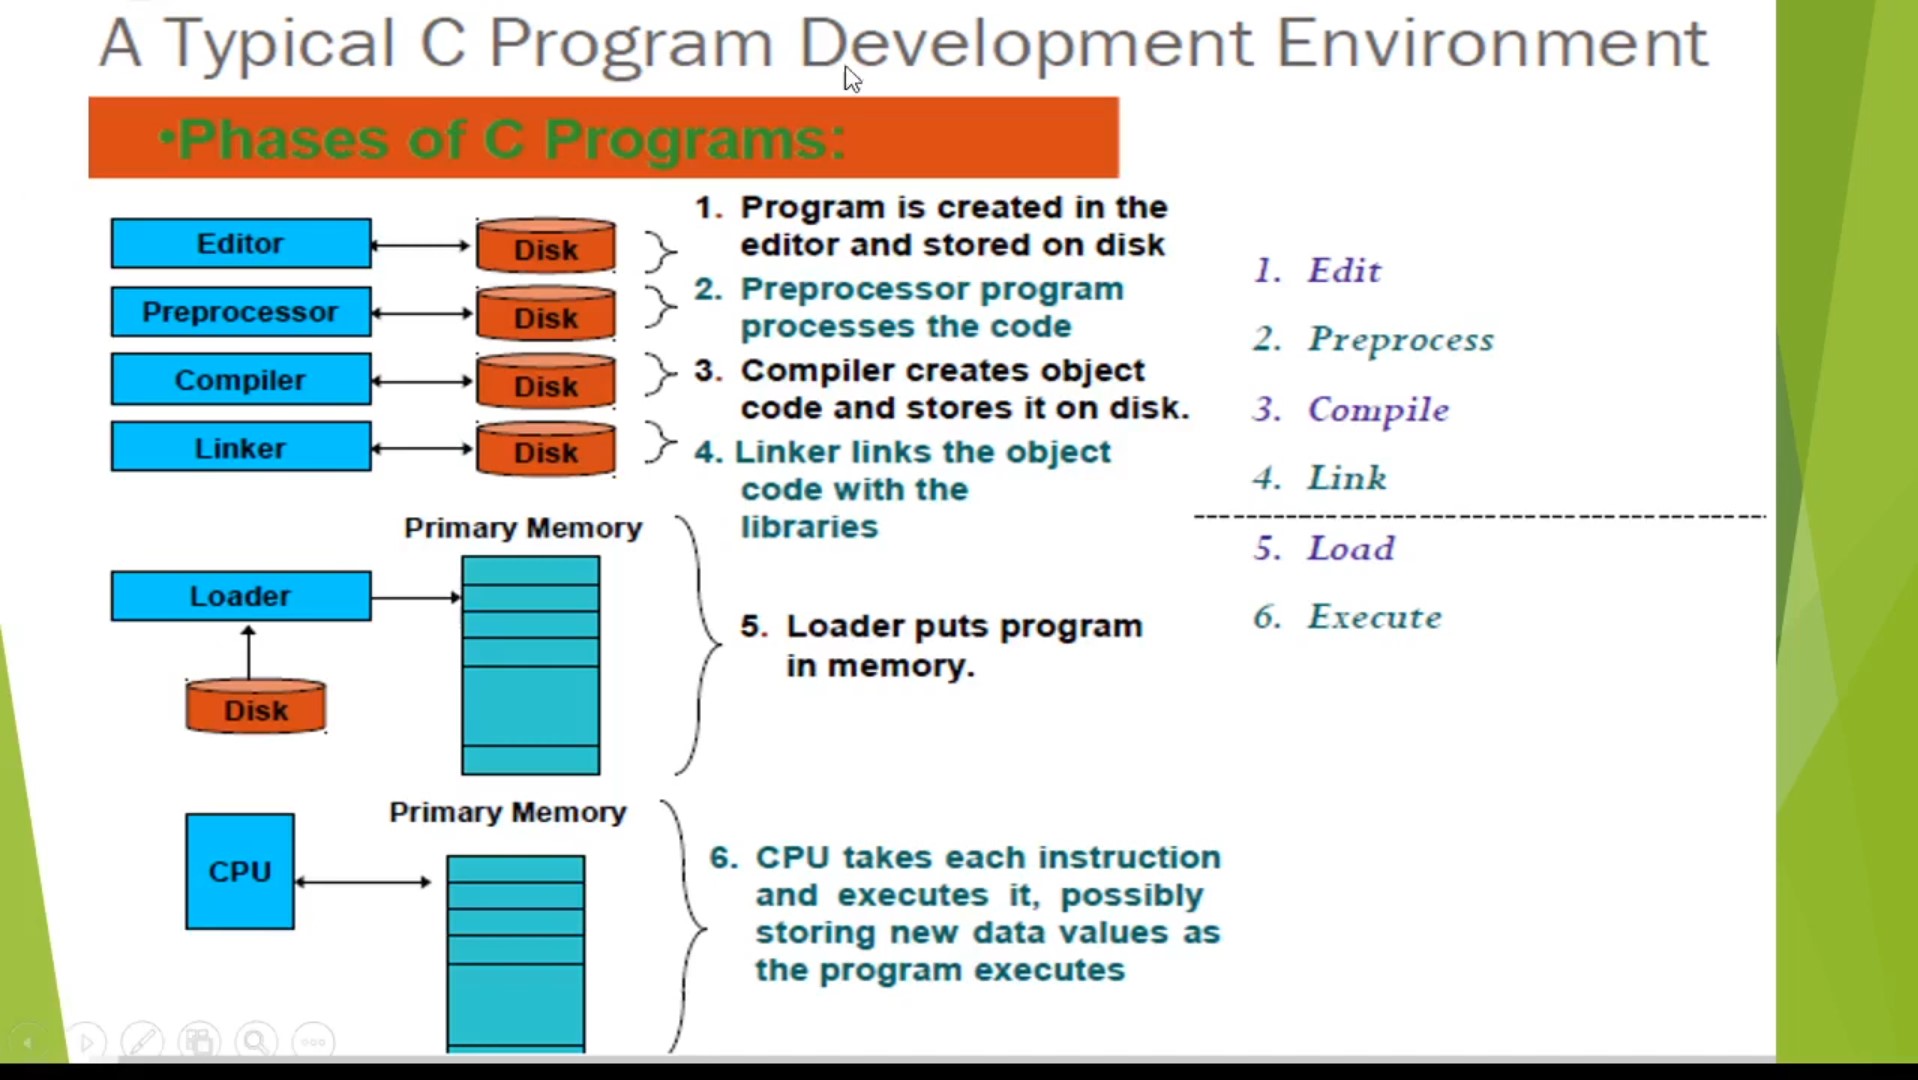 A Typical C Program Development Environment
•Phases of C Programs:
Editor
Disk
Preprocessor
Disk
Compiler
Disk
Linker
Disk
1. Program is created in the
editor and stored on disk
2. Preprocessor program
processes the code
3. Compiler creates object
code and stores it on disk.
4. Linker links the object
code with the
libraries
Primary Memory
Loader
Disk
5. Loader puts program
in memory.
Primary Memory
CPU
6. CPU takes each instruction
and executes it, possibly
storing new data values as
the program executes
1. Edit
2. Preprocess
3. Compile
4. Link
5. Load
6. Execute